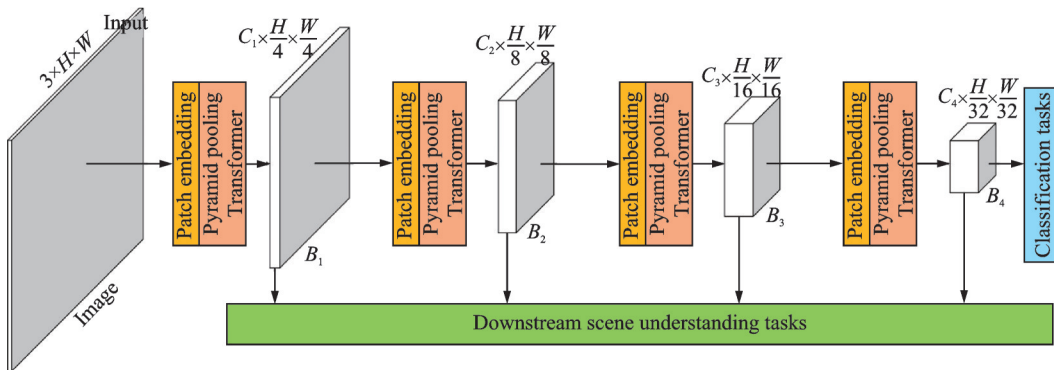 Input
3×H×W
Image
Patch embedding
Pyramid pooling
Transformer
C₁×H/4×W/4
B₁
Patch embedding
Pyramid pooling
Transformer
C₂×H/8×W/8
B₂
Patch embedding
Pyramid pooling
Transformer
C₃×H/16×W/16
B₃
Patch embedding
Pyramid pooling
Transformer
C₄×H/32×W/32
B₄
Classification tasks
Downstream scene understanding tasks